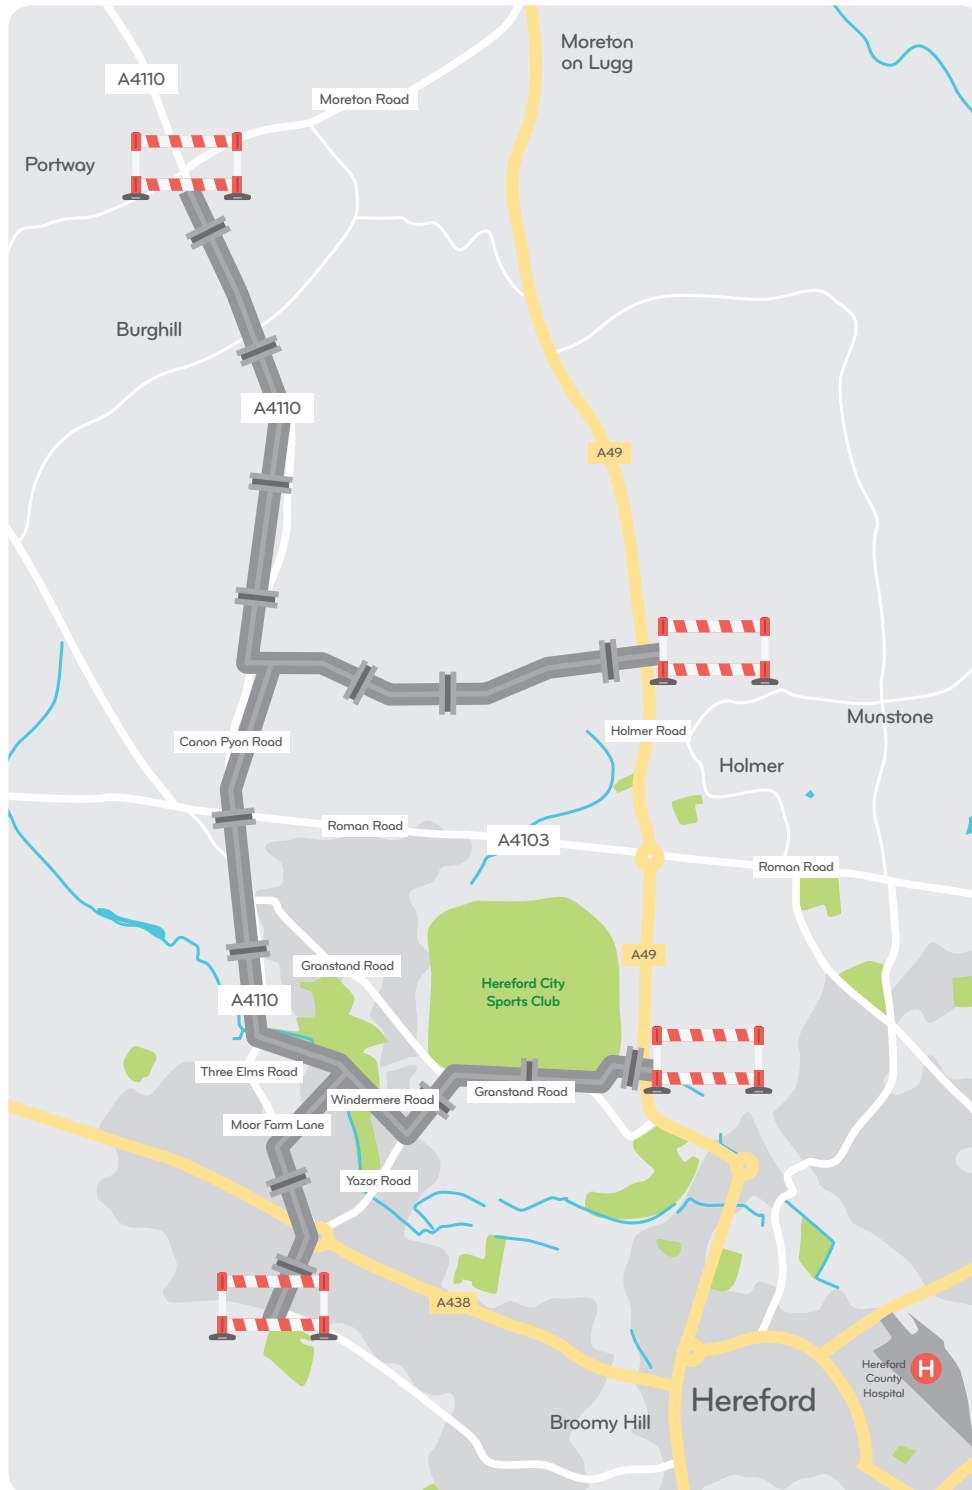 Moreton
on Lugg
A4110
Moreton Road
Portway
Burghill
A4110
A49
Munstone
Holmer Road
Canon Pyon Road
Holmer
Roman Road
A4103
Roman Road
A49
Granstand Road
Hereford City
Sports Club
A4110
Three Elms Road
Granstand Road
Windermere Road
Moor Farm Lane
Yazor Road
A438
Hereford
County
Hospital
H
Hereford
Broomy Hill